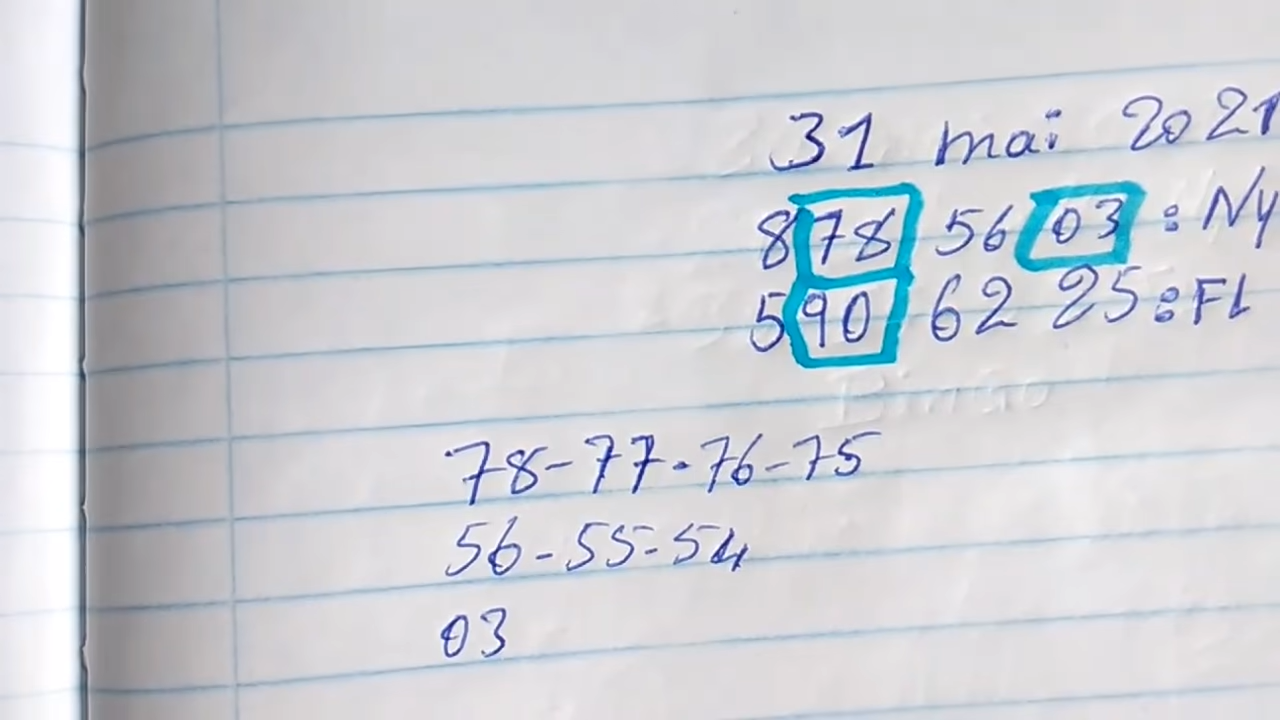 31 mai 2021
878 56 03 : NY
590 62 25 : FL
Bingo
78-77-76-75
56-55-54
03